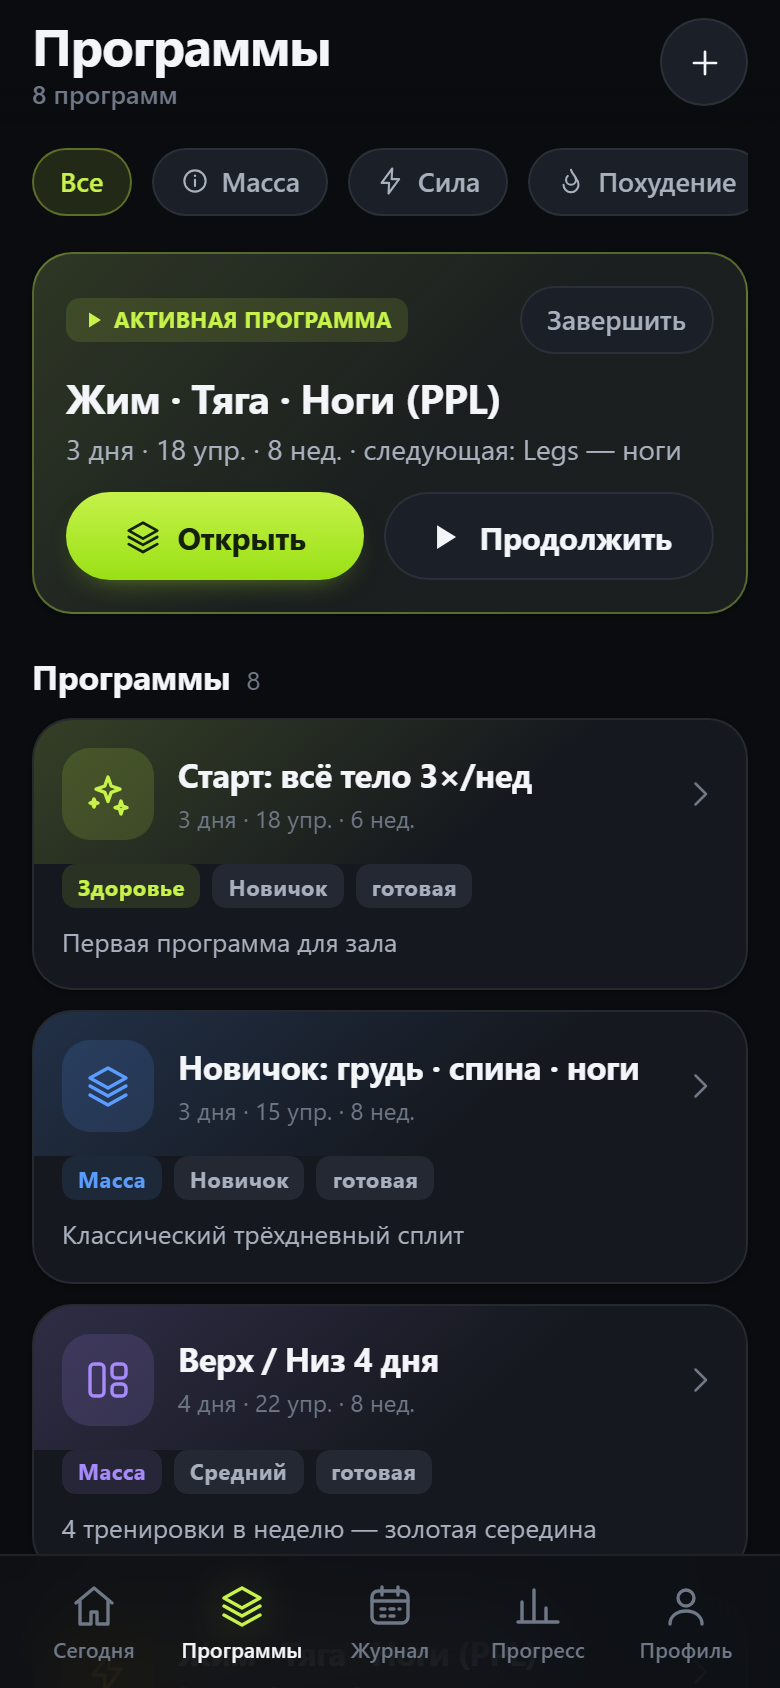 Программы
8 программ
Все
Масса
Сила
Похудение
АКТИВНАЯ ПРОГРАММА
Завершить
Жим · Тяга · Ноги (PPL)
3 дня · 18 упр. · 8 нед. · следующая: Legs — ноги
Открыть
Продолжить
Программы 8
Старт: всё тело 3×/нед
3 дня · 18 упр. · 6 нед.
Здоровье
Новичок
готовая
Первая программа для зала
Новичок: грудь · спина · ноги
3 дня · 15 упр. · 8 нед.
Масса
Новичок
готовая
Классический трёхдневный сплит
Верх / Низ 4 дня
4 дня · 22 упр. · 8 нед.
Масса
Средний
готовая
4 тренировки в неделю — золотая середина
Сегодня
Программы
Журнал
Прогресс
Профиль